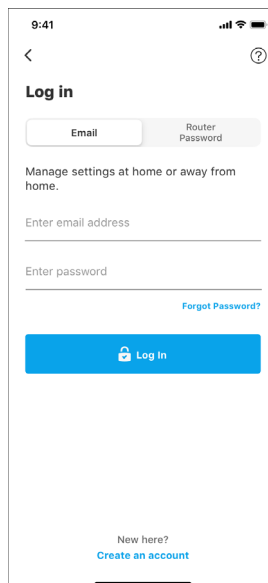 9:41
?
Log in
Email
Router
Password
Manage settings at home or away from
home.
Enter email address
Enter password
Forgot Password?
Log In
New here?
Create an account